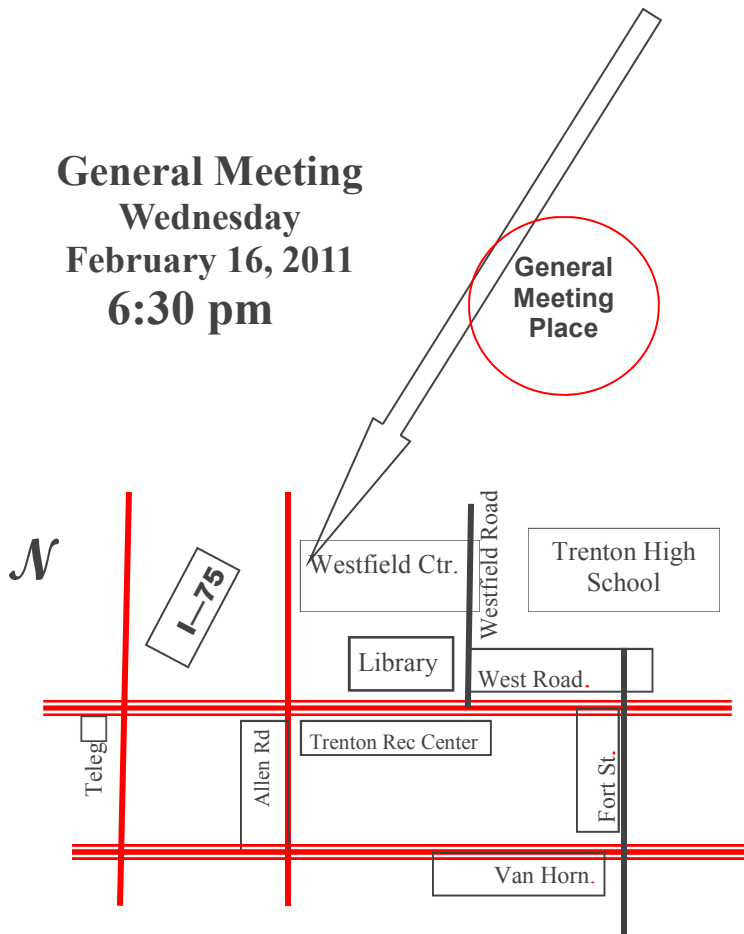 General Meeting
Wednesday
February 16, 2011
6:30 pm
General
Meeting
Place
N
I—75
Westfield Ctr.
Westfield Road
Trenton High
School
Library
West Road.
Teleg
Allen Rd
Trenton Rec Center
Fort St.
Van Horn.